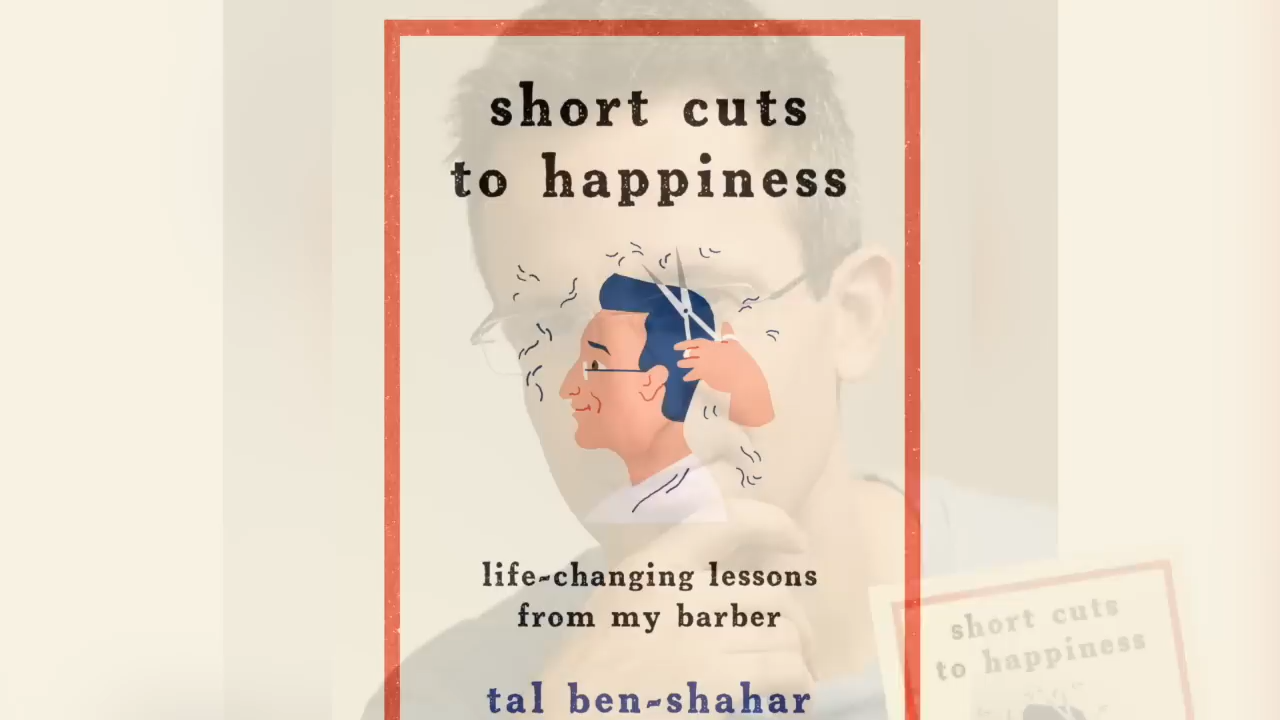 short cuts
to happiness
life-changing lessons
from my barber
tal ben-shahar
short cuts
to happiness